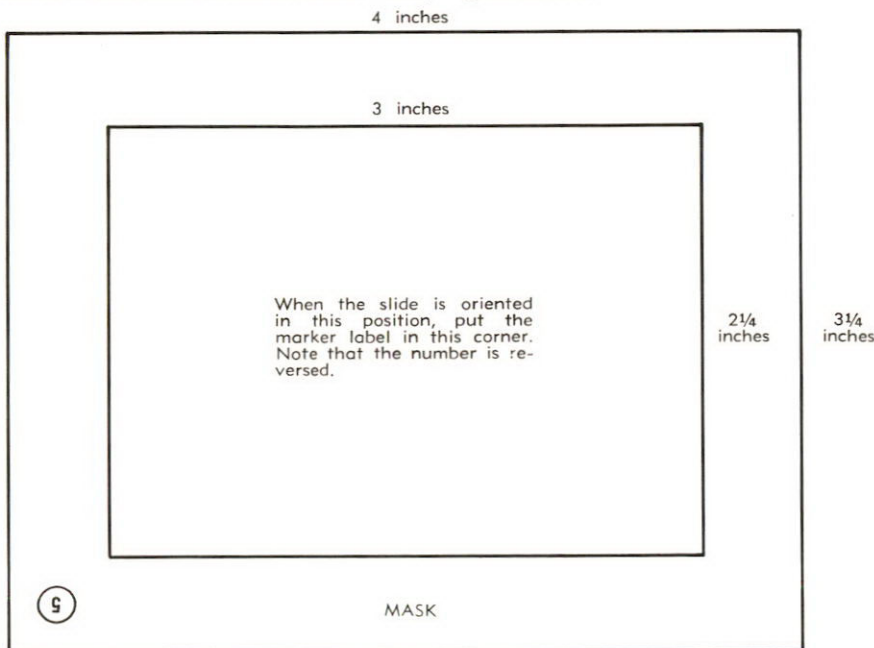 4 inches
3 inches
When the slide is oriented
in this position, put the
marker label in this corner.
Note that the number is re-
versed.
2¼
inches
3¼
inches
5
MASK